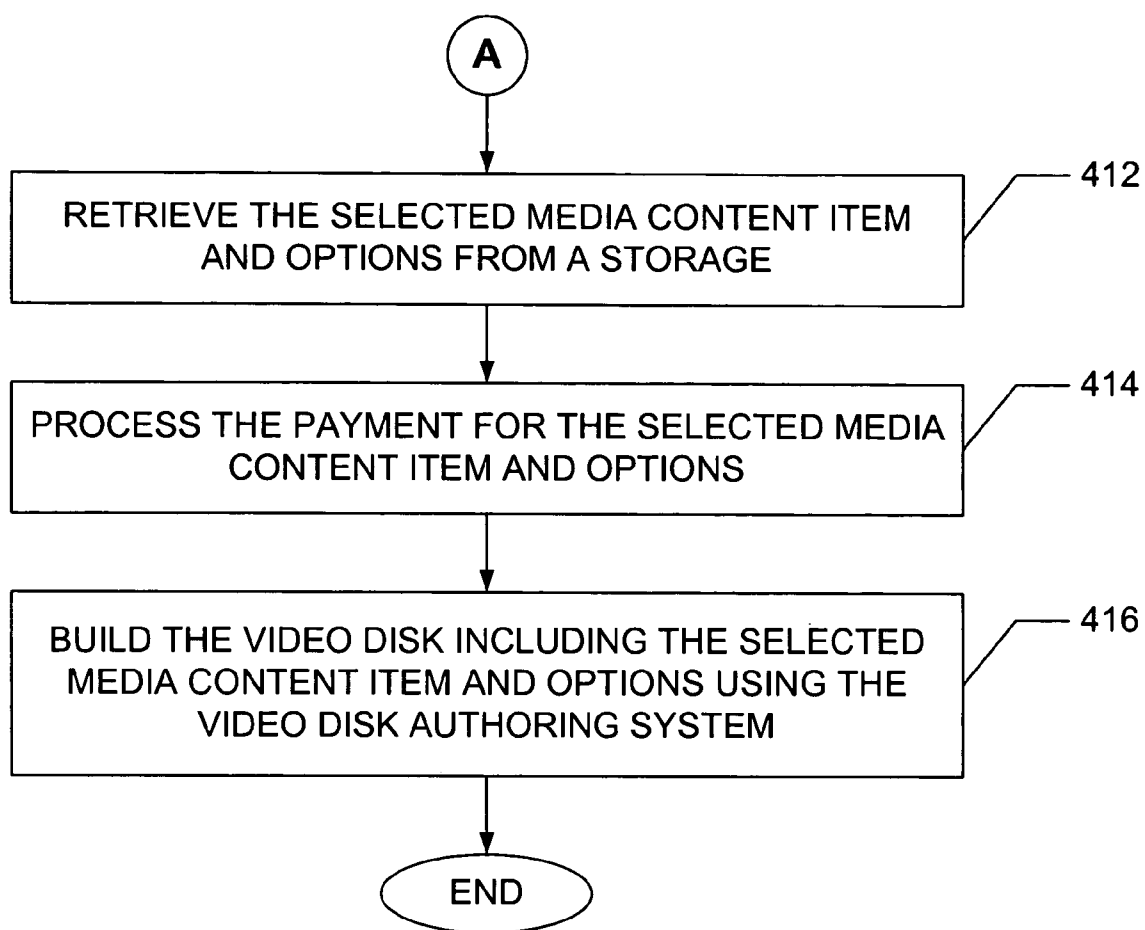 A
412
RETRIEVE THE SELECTED MEDIA CONTENT ITEM
AND OPTIONS FROM A STORAGE
414
PROCESS THE PAYMENT FOR THE SELECTED MEDIA
CONTENT ITEM AND OPTIONS
416
BUILD THE VIDEO DISK INCLUDING THE SELECTED
MEDIA CONTENT ITEM AND OPTIONS USING THE
VIDEO DISK AUTHORING SYSTEM
END